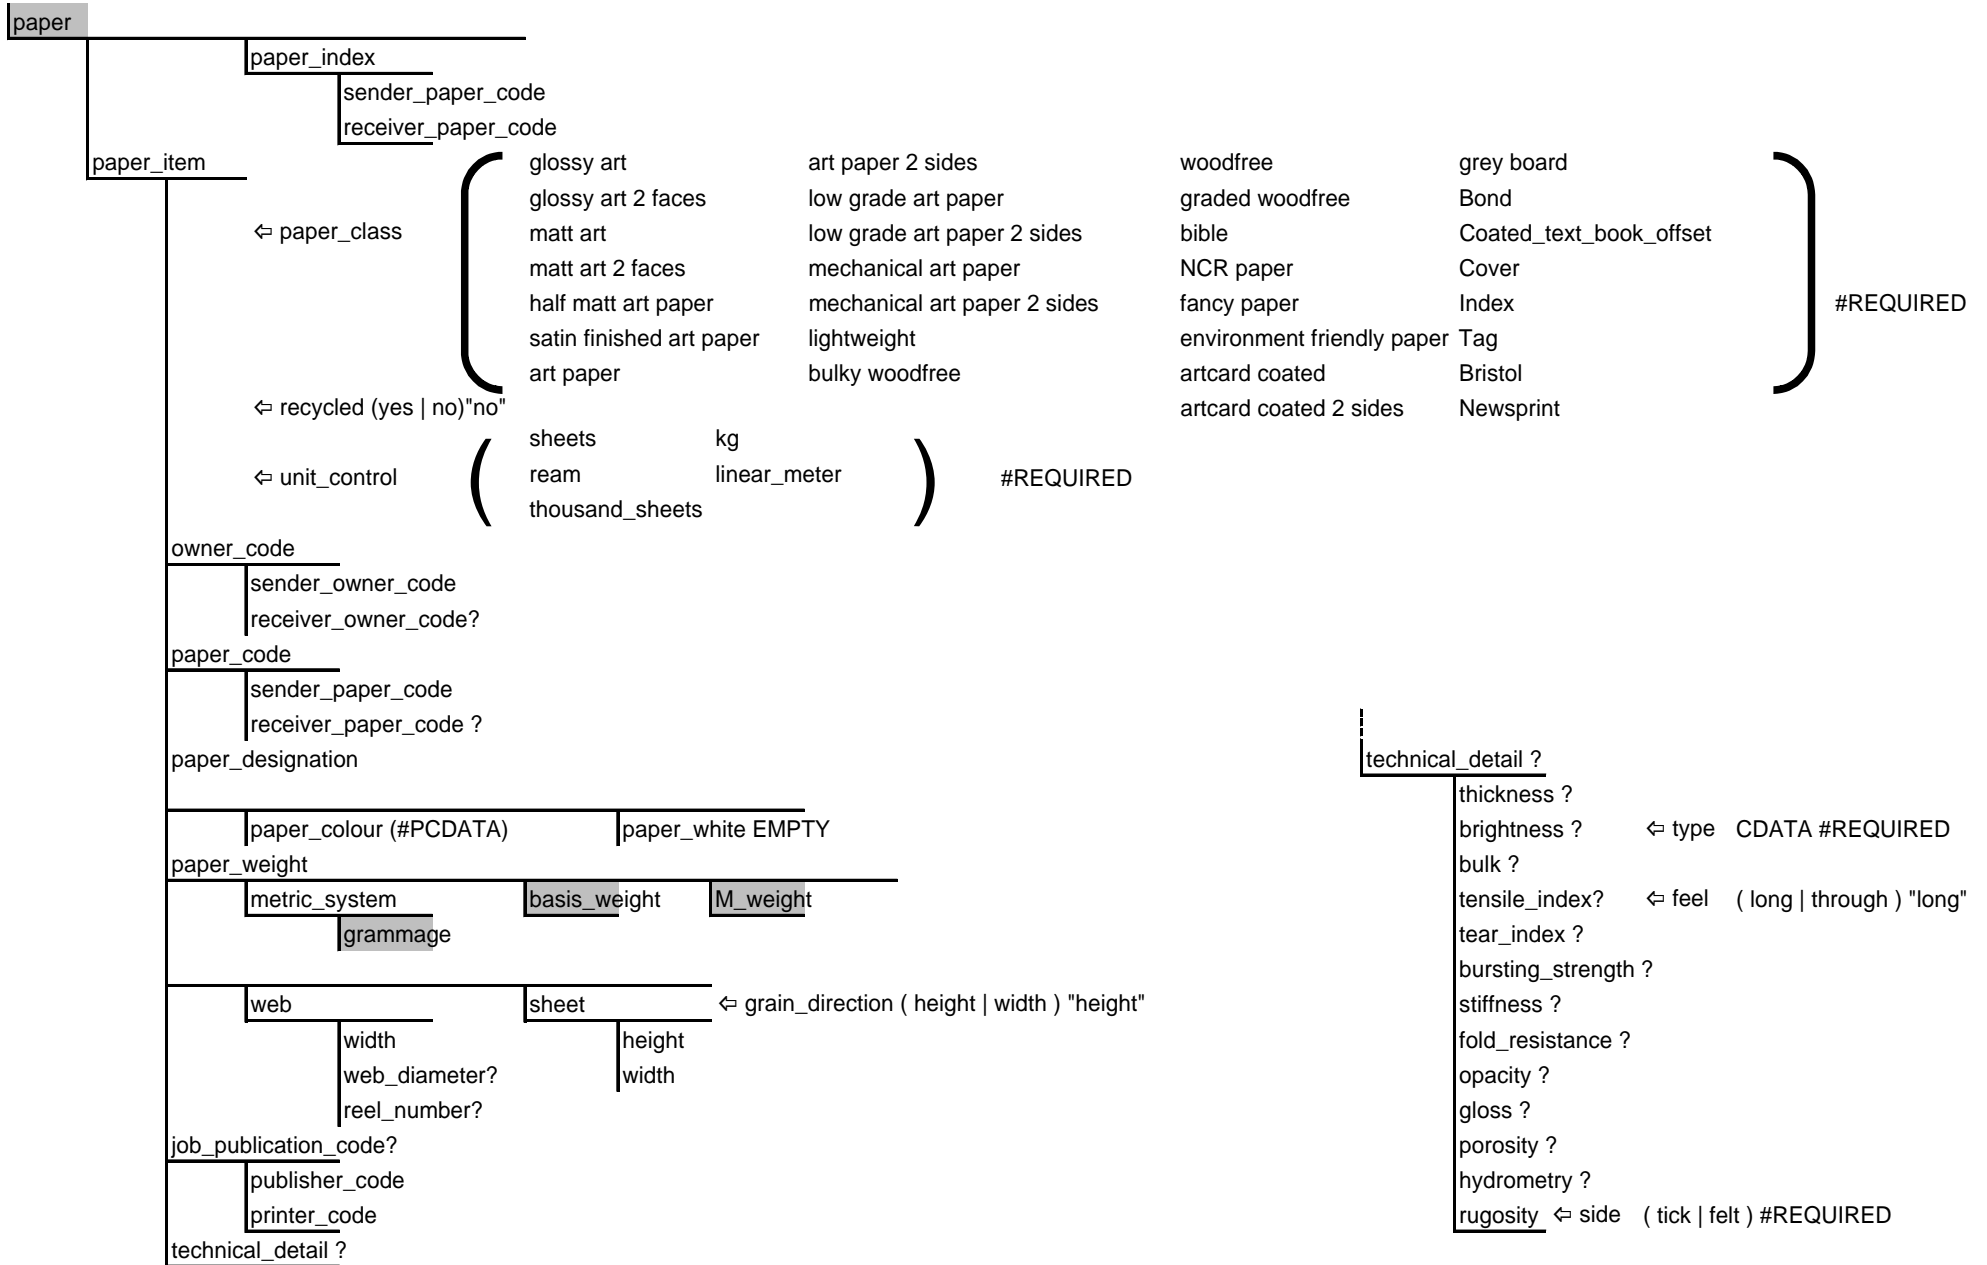 paper
paper_index
sender_paper_code
receiver_paper_code
paper_item
glossy art art paper 2 sides woodfree grey board
glossy art 2 faces low grade art paper graded woodfree Bond
⇦ paper_class matt art low grade art paper 2 sides bible Coated_text_book_offset
matt art 2 faces mechanical art paper NCR paper Cover
half matt art paper mechanical art paper 2 sides fancy paper Index #REQUIRED
satin finished art paper lightweight environment friendly paper Tag
art paper bulky woodfree artcard coated Bristol
⇦ recycled (yes | no)"no" artcard coated 2 sides Newsprint
sheets kg
⇦ unit_control ream linear_meter #REQUIRED
thousand_sheets
owner_code
sender_owner_code
receiver_owner_code?
paper_code
sender_paper_code
receiver_paper_code ?
paper_designation
paper_colour (#PCDATA) paper_white EMPTY
paper_weight
metric_system basis_weight M_weight
grammage
web sheet ⇦ grain_direction ( height | width ) "height"
width height
web_diameter? width
reel_number?
job_publication_code?
publisher_code
printer_code
technical_detail ?
technical_detail ?
thickness ?
brightness ? ⇦ type CDATA #REQUIRED
bulk ?
tensile_index? ⇦ feel ( long | through ) "long"
tear_index ?
bursting_strength ?
stiffness ?
fold_resistance ?
opacity ?
gloss ?
porosity ?
hydrometry ?
rugosity ⇦ side ( tick | felt ) #REQUIRED